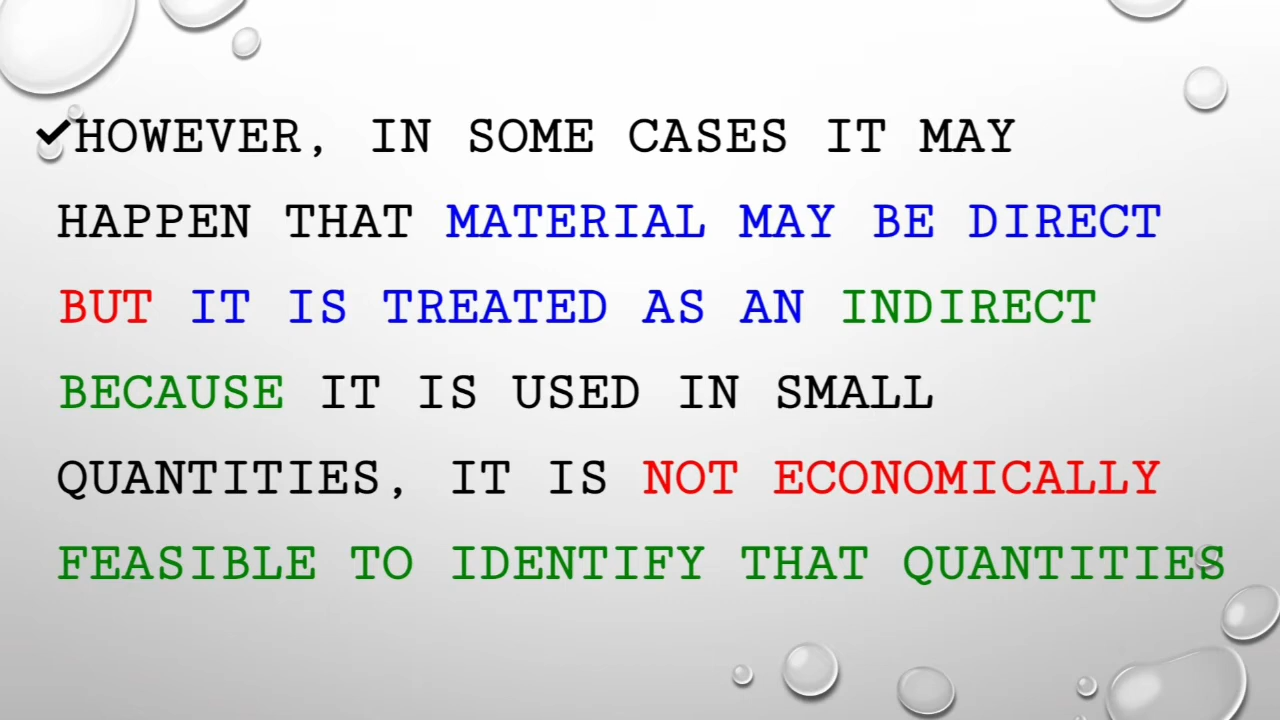 ✔HOWEVER, IN SOME CASES IT MAY
HAPPEN THAT MATERIAL MAY BE DIRECT
BUT IT IS TREATED AS AN INDIRECT
BECAUSE IT IS USED IN SMALL
QUANTITIES, IT IS NOT ECONOMICALLY
FEASIBLE TO IDENTIFY THAT QUANTITIES